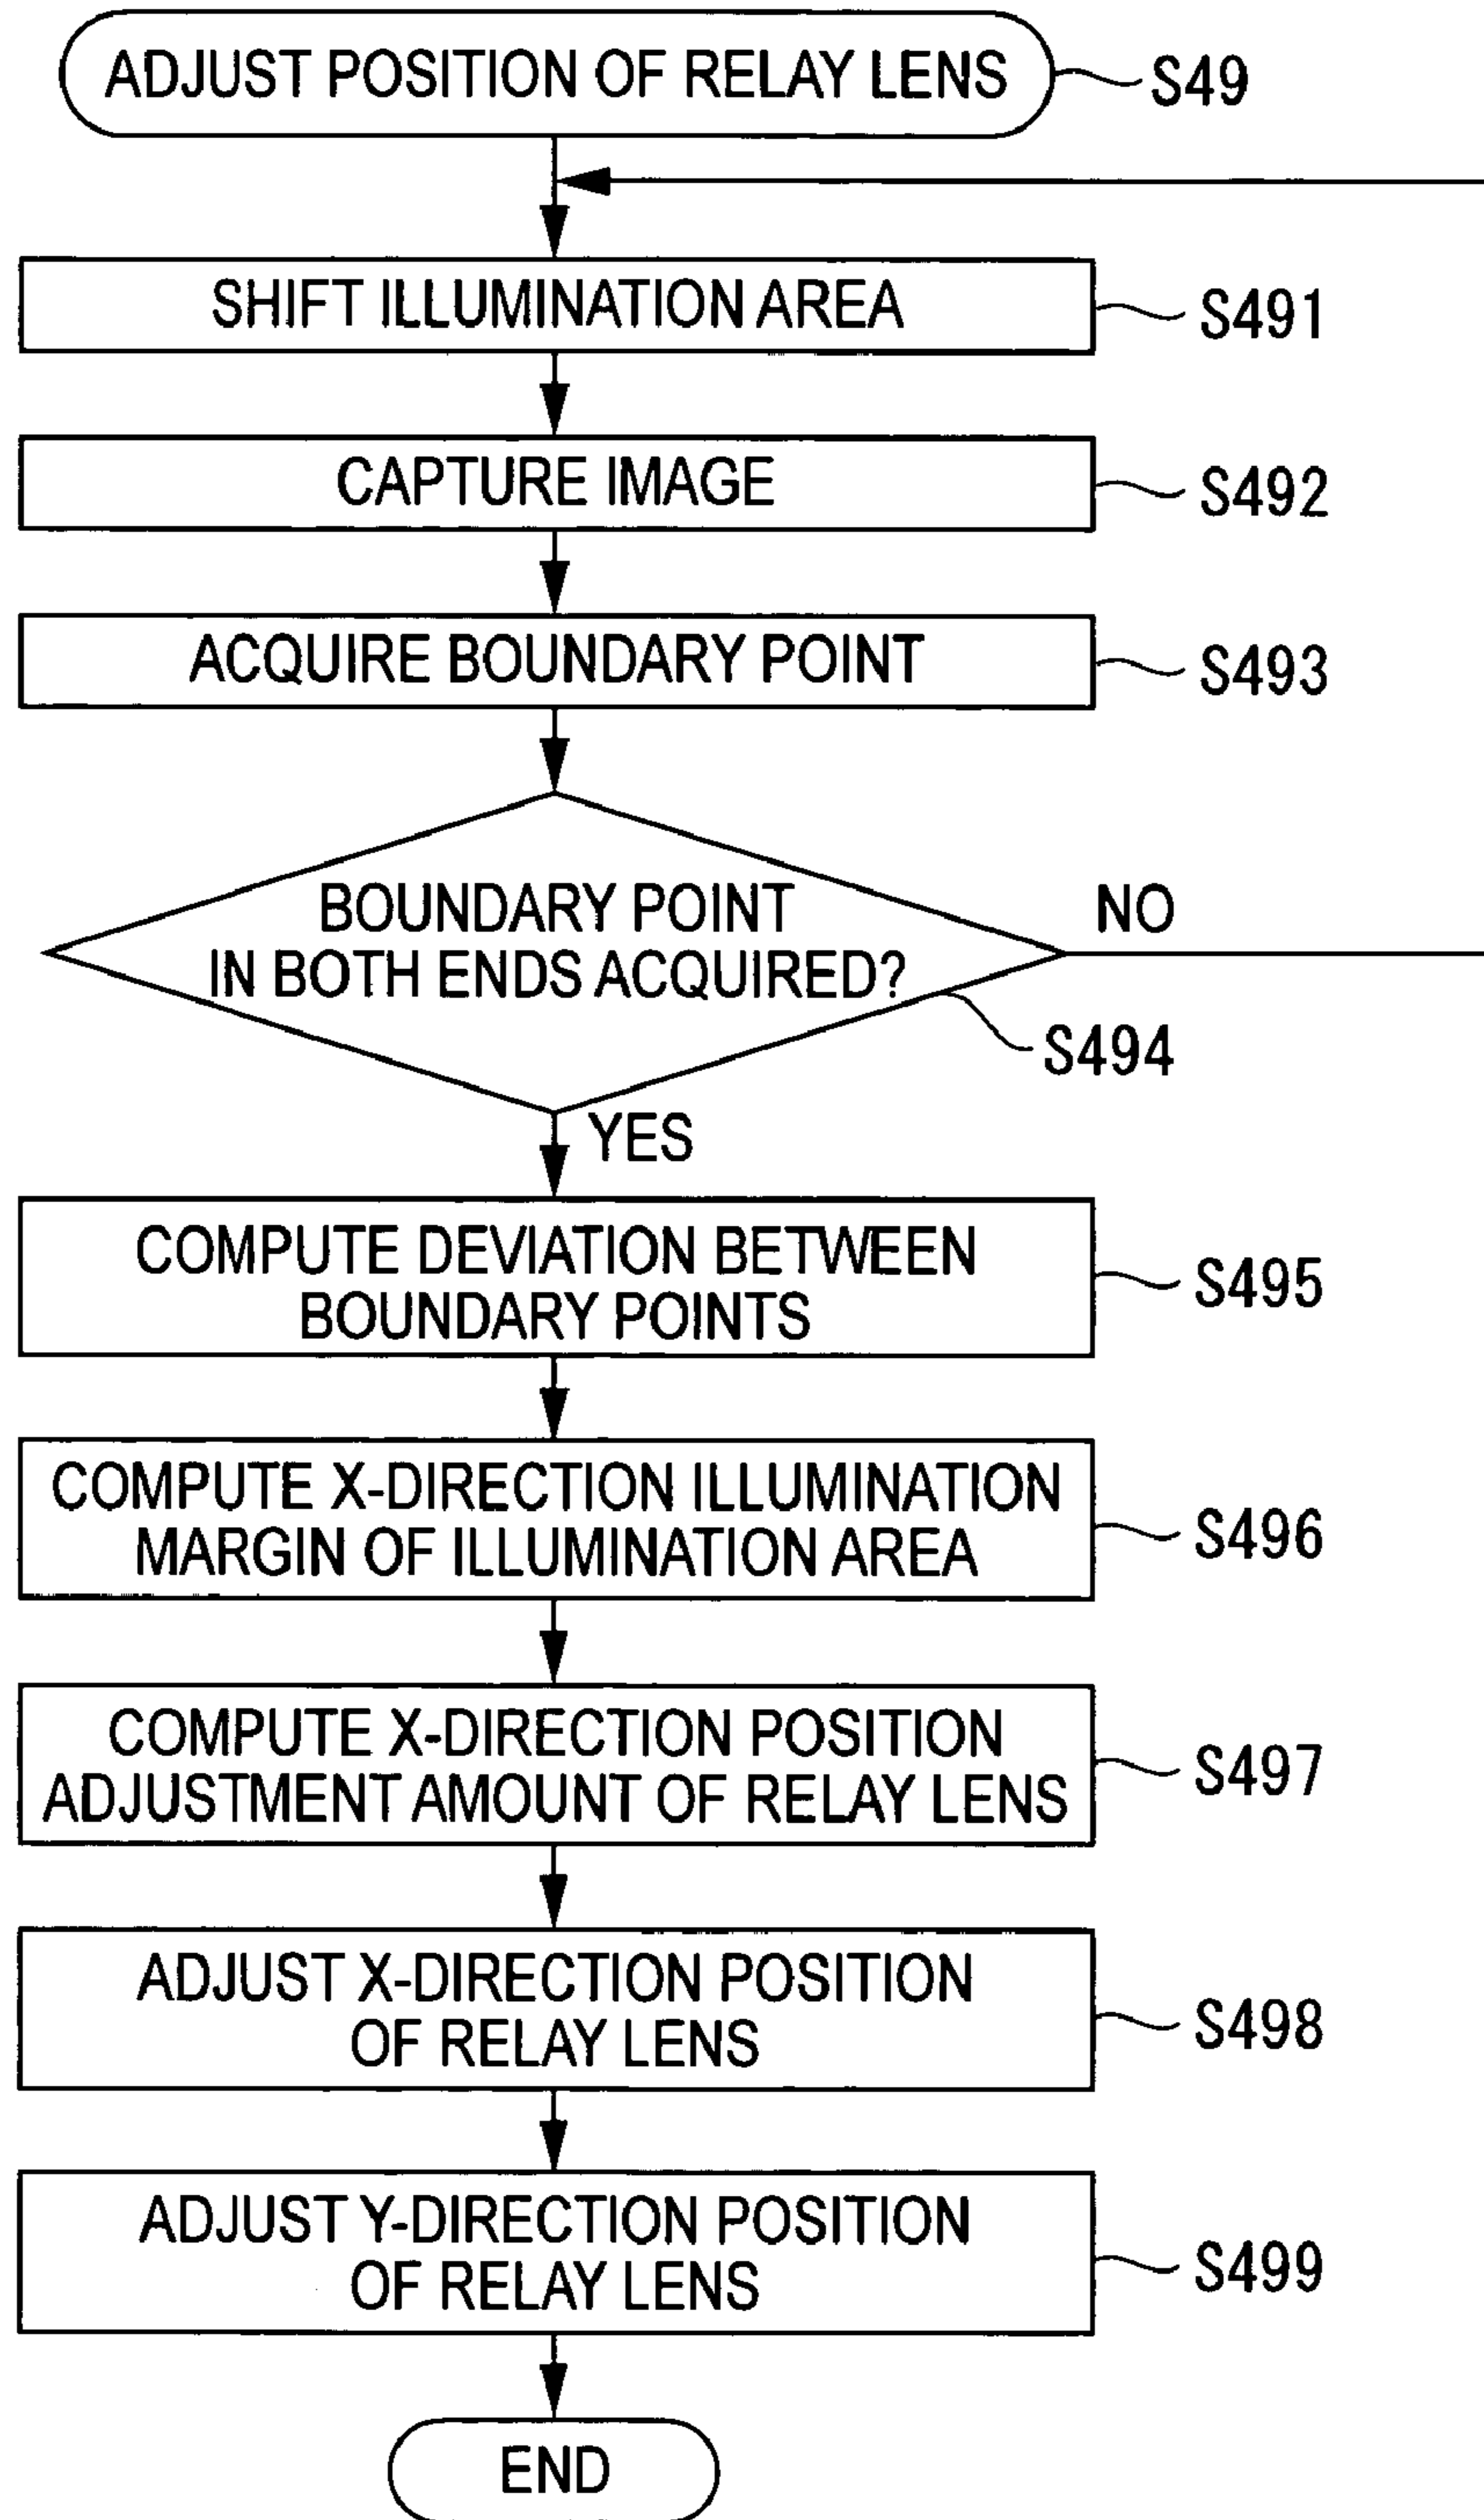 ADJUST POSITION OF RELAY LENS
S49
SHIFT ILLUMINATION AREA
S491
CAPTURE IMAGE
S492
ACQUIRE BOUNDARY POINT
S493
BOUNDARY POINT
IN BOTH ENDS ACQUIRED?
NO
S494
YES
COMPUTE DEVIATION BETWEEN
BOUNDARY POINTS
S495
COMPUTE X-DIRECTION ILLUMINATION
MARGIN OF ILLUMINATION AREA
S496
COMPUTE X-DIRECTION POSITION
ADJUSTMENT AMOUNT OF RELAY LENS
S497
ADJUST X-DIRECTION POSITION
OF RELAY LENS
S498
ADJUST Y-DIRECTION POSITION
OF RELAY LENS
S499
END